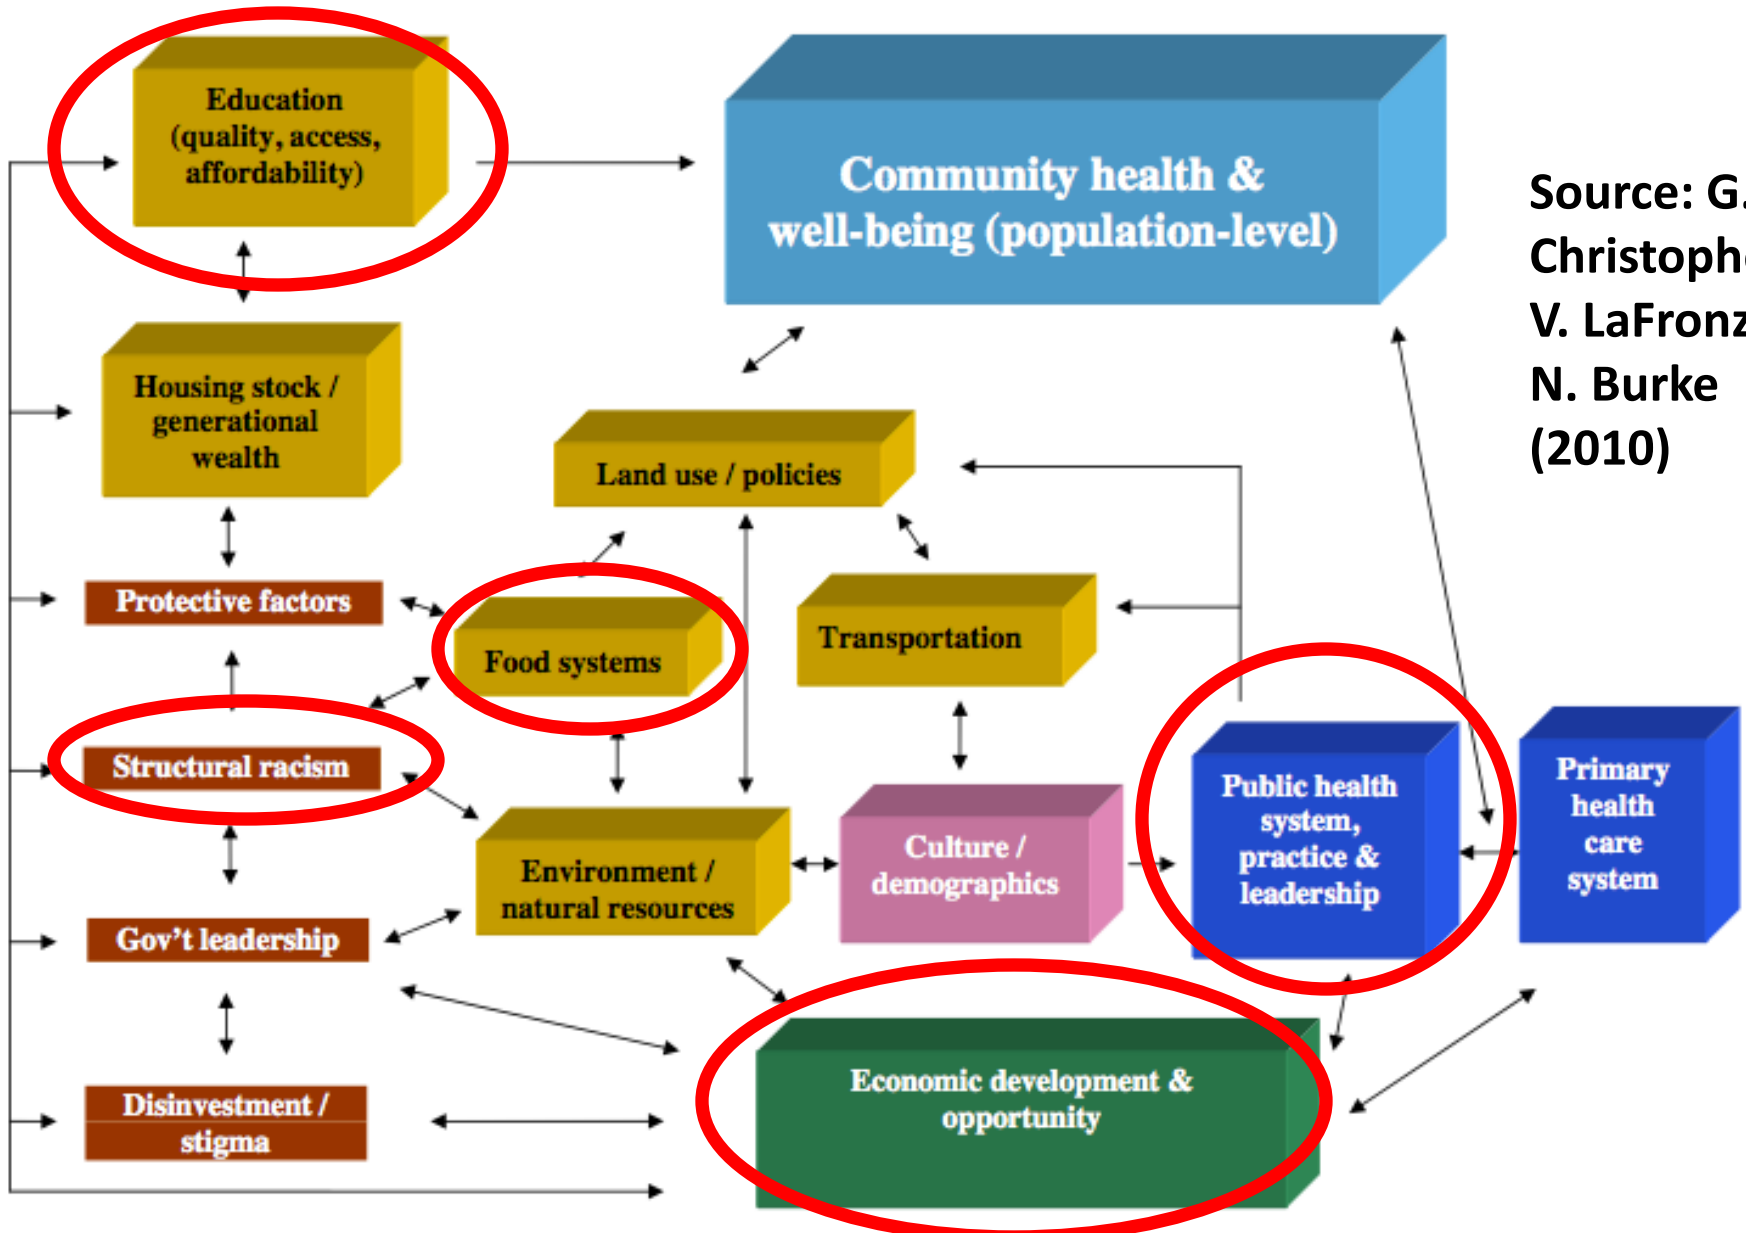 Education
(quality, access,
affordability)
Community health &
well-being (population-level)
Source: G.
V.
N. Burke
(2010)
Housing stock /
generational
wealth
Land use / policies
Protective factors
Food systems
Transportation
Structural racism
Public health
system,
practice &
leadership
Primary
health
care
system
Environment /
natural resources
Culture /
demographics
Gov't leadership
Economic development &
opportunity
Disinvestment /
stigma